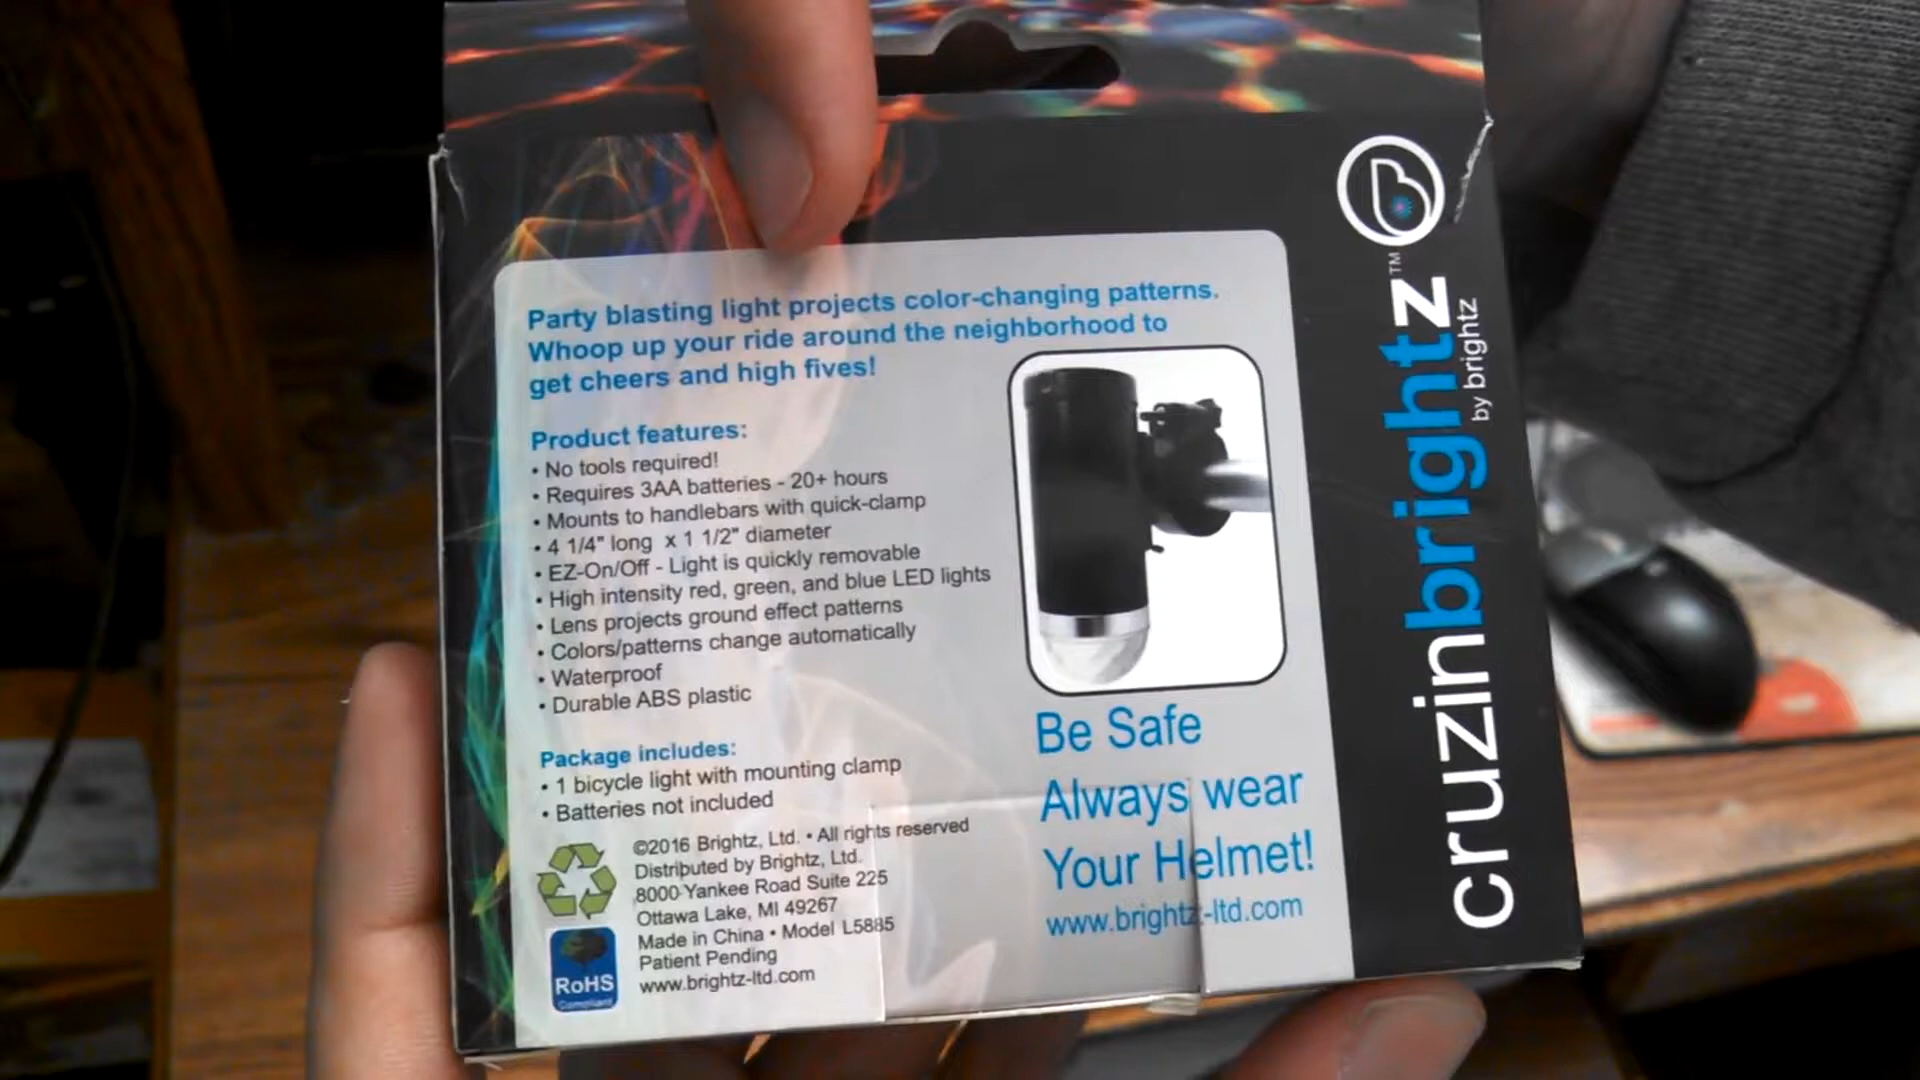 Party blasting light projects color-changing patterns.
Whoop up your ride around the neighborhood to
get cheers and high fives!
Product features:
• No tools required!
• Requires 3AA batteries - 20+ hours
• Mounts to handlebars with quick-clamp
• 4 1/4" long x 1 1/2" diameter
• EZ-On/Off - Light is quickly removable
• High intensity red, green, and blue LED lights
• Lens projects ground effect patterns
• Colors/patterns change automatically
• Waterproof
• Durable ABS plastic
Package includes:
• 1 bicycle light with mounting clamp
• Batteries not included
©2016 Brightz, Ltd. • All rights reserved
Distributed by Brightz, Ltd.
8000 Yankee Road Suite 225
Ottawa Lake, MI 49267
Made in China • Model L5885
Patient Pending
www.brightz-ltd.com
RoHS
Compliant
Be Safe
Always wear
Your Helmet!
www.brightz-ltd.com
cruzinbrightz™
by brightz